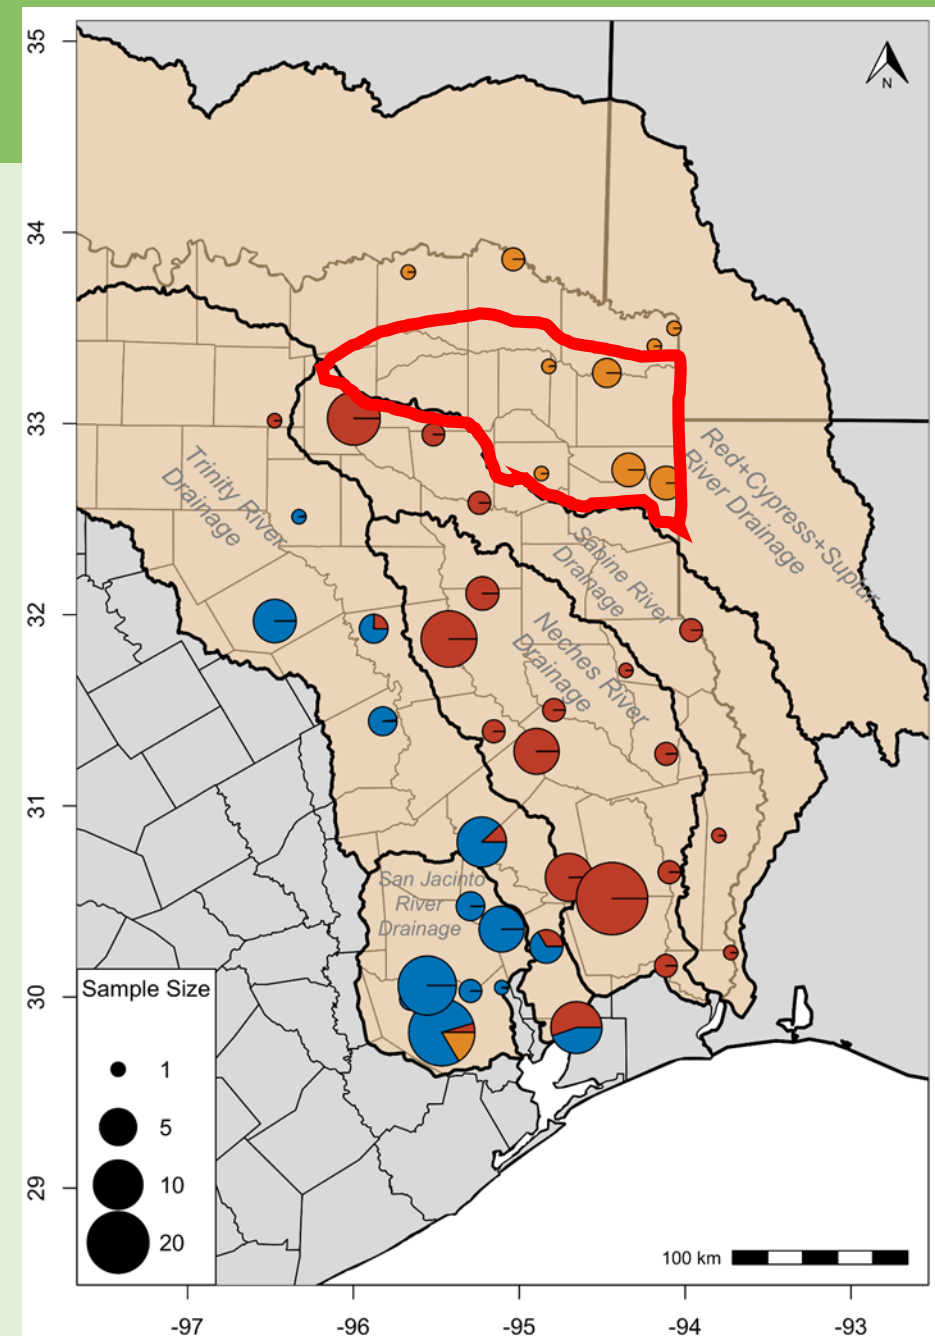 N
35
34
33
32
31
30
29
Trinity River
Drainage
Red+Cypress+Suplur
River Drainage
Sabine River
Drainage
Neches River
Drainage
San Jacinto
River
Drainage
Sample Size
1
5
10
20
100 km
-97
-96
-95
-94
-93